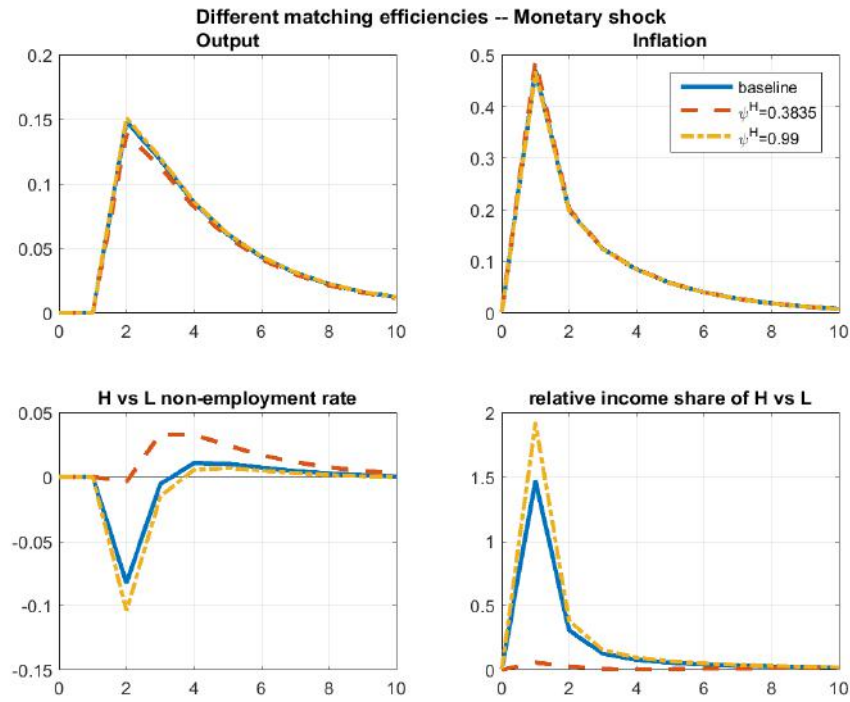 Different matching efficiencies -- Monetary shock
Output
0.2
0.15
0.1
0.05
0
0 2 4 6 8 10
Inflation
0.5
0.4
0.3
0.2
0.1
0
0 2 4 6 8 10
baseline
ψᴴ=0.3835
ψᴴ=0.99
H vs L non-employment rate
0.05
0
-0.05
-0.1
-0.15
0 2 4 6 8 10
relative income share of H vs L
2
1.5
1
0.5
0
0 2 4 6 8 10